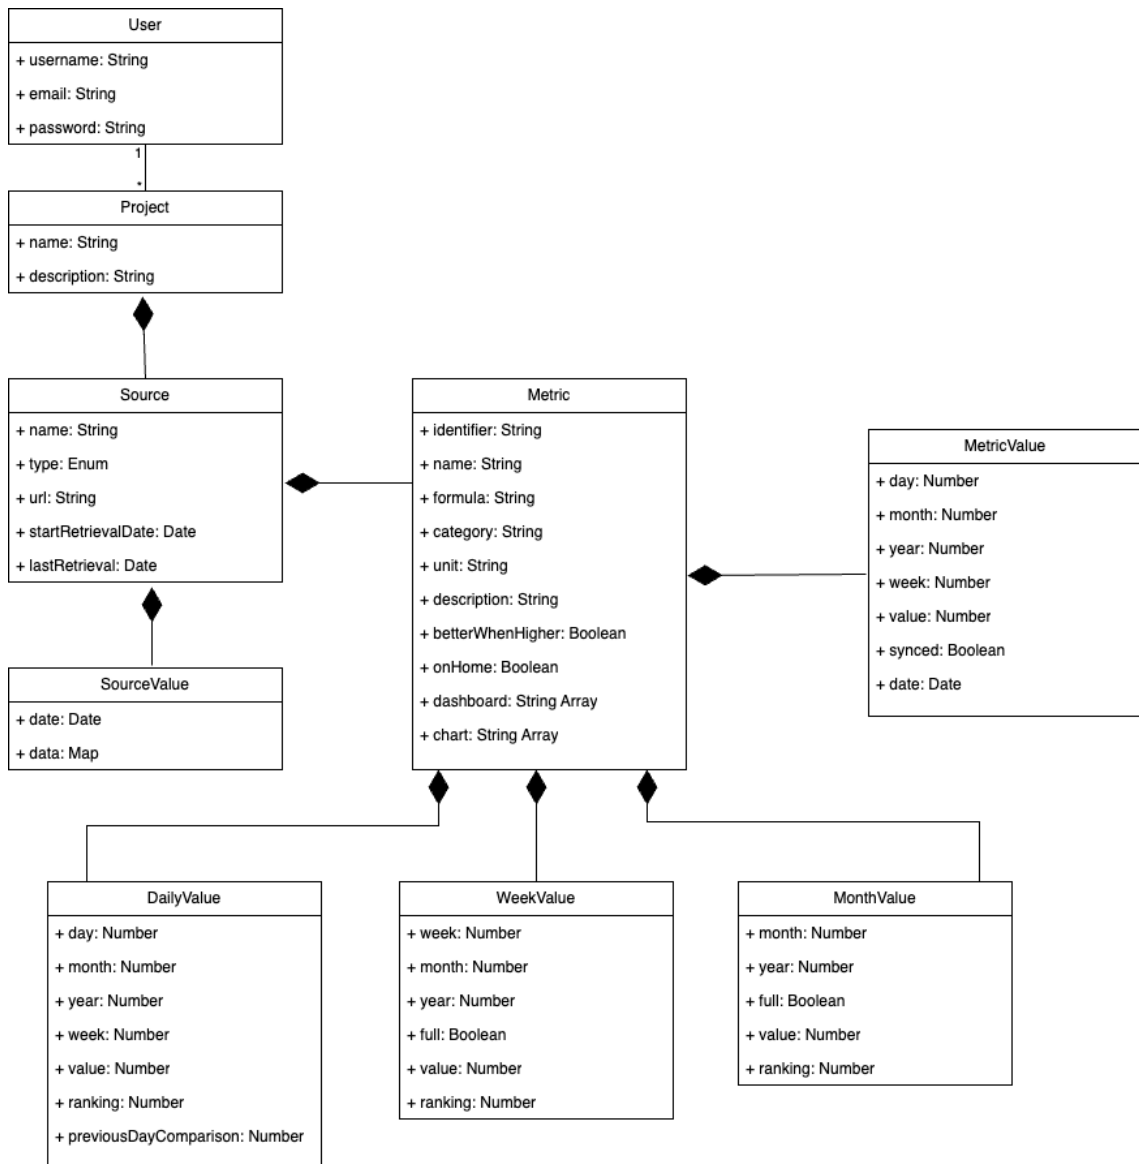 User
+ username: String
+ email: String
+ password: String
1
*
Project
+ name: String
+ description: String
Source
+ name: String
+ type: Enum
+ url: String
+ startRetrievalDate: Date
+ lastRetrieval: Date
Metric
+ identifier: String
+ name: String
+ formula: String
+ category: String
+ unit: String
+ description: String
+ betterWhenHigher: Boolean
+ onHome: Boolean
+ dashboard: String Array
+ chart: String Array
MetricValue
+ day: Number
+ month: Number
+ year: Number
+ week: Number
+ value: Number
+ synced: Boolean
+ date: Date
SourceValue
+ date: Date
+ data: Map
DailyValue
+ day: Number
+ month: Number
+ year: Number
+ week: Number
+ value: Number
+ ranking: Number
+ previousDayComparison: Number
WeekValue
+ week: Number
+ month: Number
+ year: Number
+ full: Boolean
+ value: Number
+ ranking: Number
MonthValue
+ month: Number
+ year: Number
+ full: Boolean
+ value: Number
+ ranking: Number